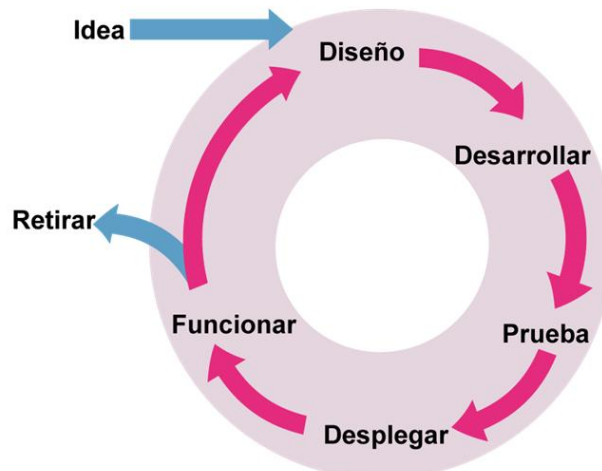 Idea
Diseño
Desarrollar
Prueba
Desplegar
Funcionar
Retirar